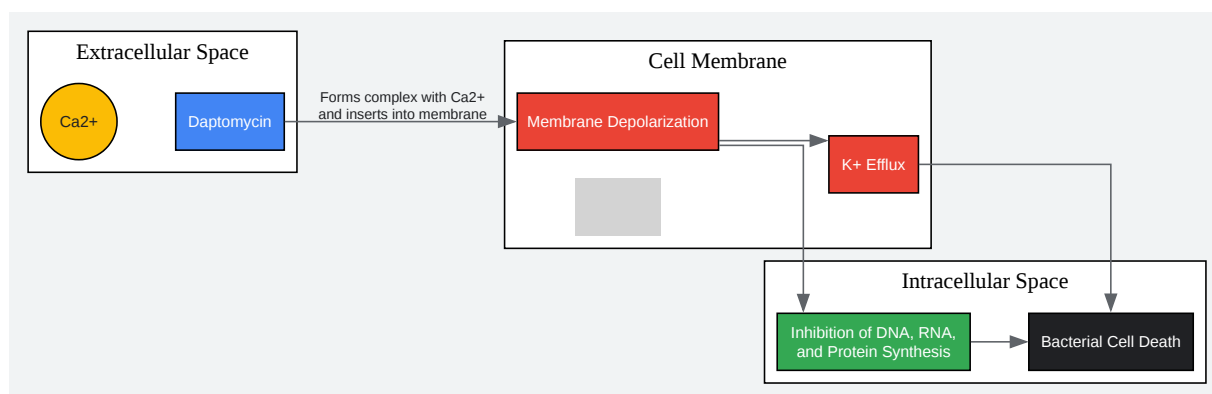 Extracellular Space
Ca2+
Daptomycin
Forms complex with Ca2+
and inserts into membrane
Cell Membrane
Membrane Depolarization
K+ Efflux
Intracellular Space
Inhibition of DNA, RNA,
and Protein Synthesis
Bacterial Cell Death